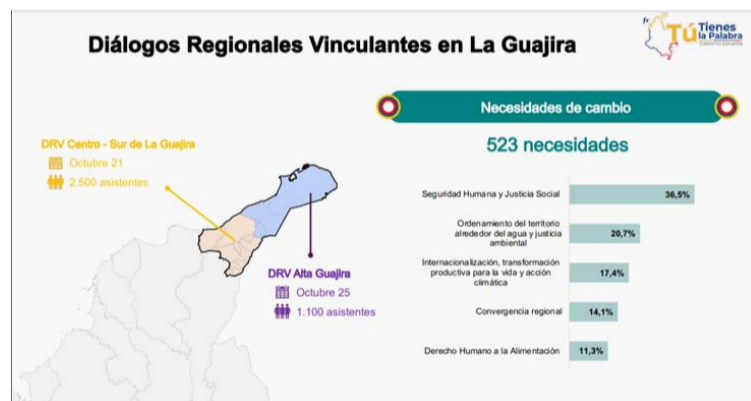 Diálogos Regionales Vinculantes en La Guajira
Tú Tienes
la Palabra
Necesidades de cambio
523 necesidades
DRV Centro - Sur de La Guajira
Octubre 21
2.500 asistentes
DRV Alta Guajira
Octubre 25
1.100 asistentes
Seguridad Humana y Justicia Social
36,5%
Ordenamiento del territorio
alrededor del agua y justicia
ambiental
20,7%
Internacionalización, transformación
productiva para la vida y acción
climática
17,4%
Convergencia regional
14,1%
Derecho Humano a la Alimentación
11,3%